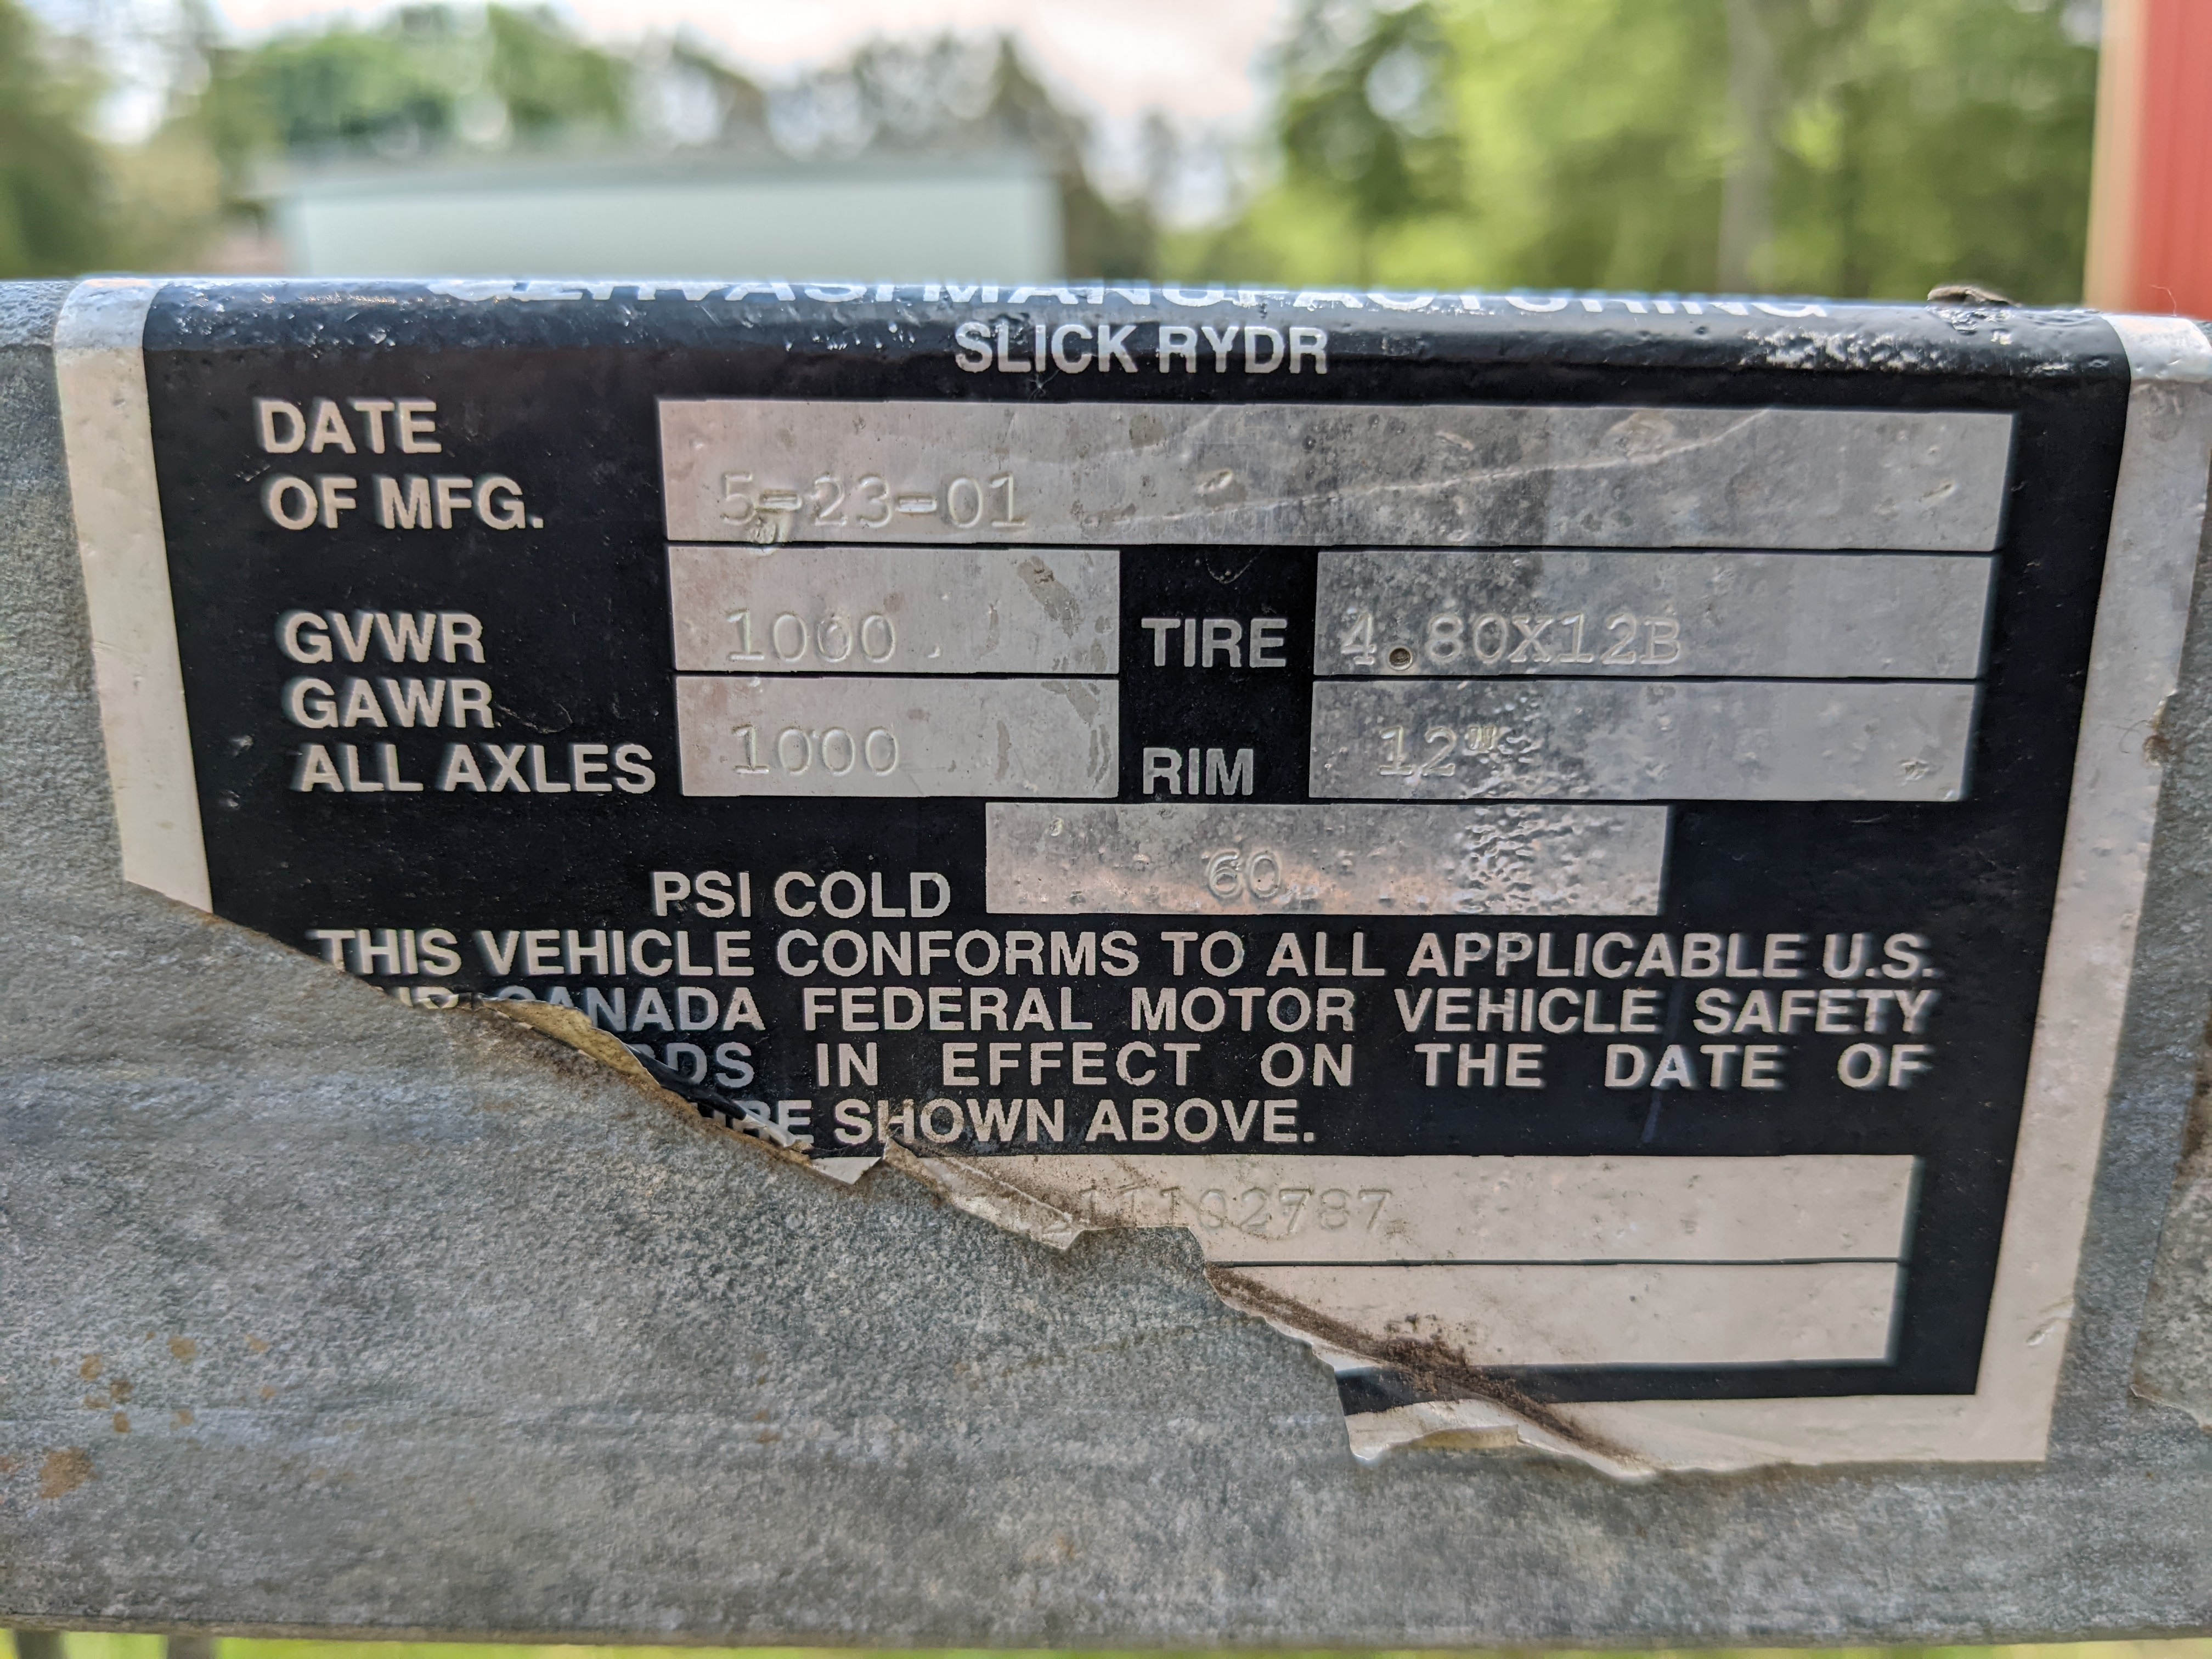 MANUFACTURING
SLICK RYDR
DATE
OF MFG.
5-23-01
GVWR
1000
TIRE
4.80X12B
GAWR
ALL AXLES
1000
RIM
12"
PSI COLD
60
THIS VEHICLE CONFORMS TO ALL APPLICABLE U.S.
CANADA FEDERAL MOTOR VEHICLE SAFETY
IN EFFECT ON THE DATE OF
SHOWN ABOVE.
11102787